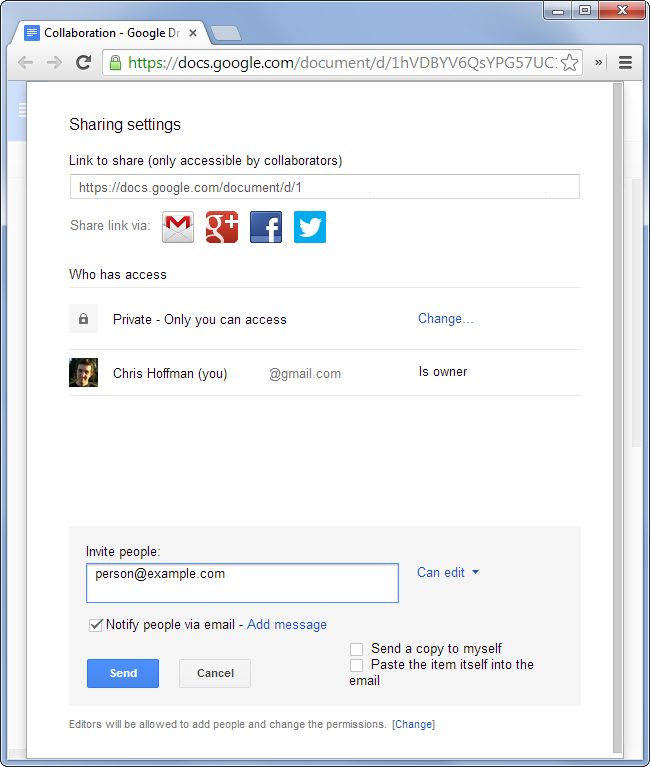 Collaboration - Google Dr
https://docs.google.com/document/d/1hVDBYV6QsYPG57UC
Sharing settings
Link to share (only accessible by collaborators)
https://docs.google.com/document/d/1
Share link via:
Who has access
Private - Only you can access Change...
Chris Hoffman (you) @gmail.com Is owner
Invite people:
person@example.com Can edit
Notify people via email - Add message
Send a copy to myself
Paste the item itself into the
email
Send Cancel
Editors will be allowed to add people and change the permissions. [Change]